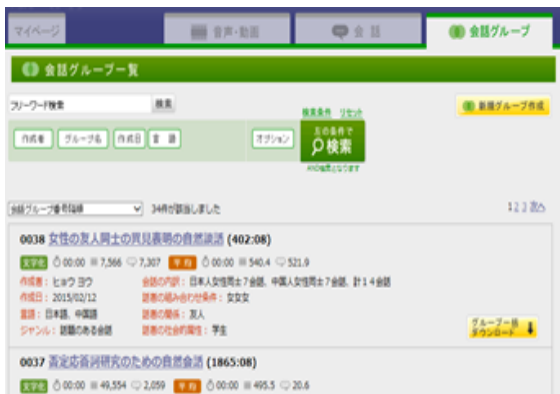 マイページ
音声・動画
会話
会話グループ
会話グループ一覧
フリーワード検索
検索
検索条件 リセット
新規グループ作成
作成者
グループ名
作成日
言語
オプション
左の条件で
検索
AND検索となります
会話グループ番号降順
34件が該当しました
1 2 3 次へ
0038 女性の友人同士の異見表明の自然談話 (402:08)
文字化 00:00 7,566 7,307 平均 00:00 540.4 521.9
作成者： ヒョウ ヨウ
会話の内訳： 日本人女性同士7会話、中国人女性同士7会話、計14会話
作成日： 2015/02/12
話者の組み合わせ条件： 女女女
言語： 日本語、中国語
話者の関係： 友人
ジャンル： 話題のある会話
話者の社会的属性： 学生
グループ一括
ダウンロード
0037 否定応答詞研究のための自然会話 (1865:08)
文字化 00:00 49,554 2,059 平均 00:00 495.5 20.6